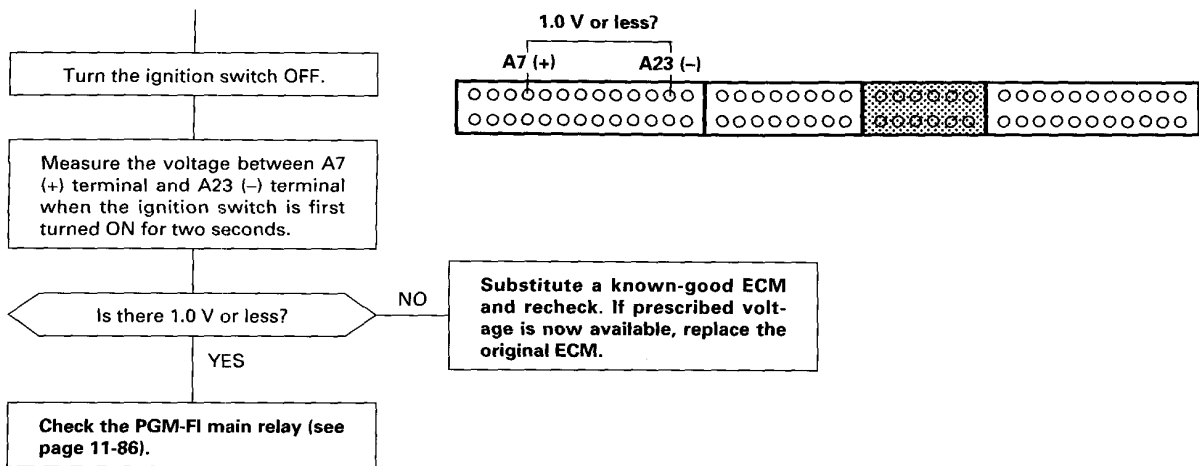 Turn the ignition switch OFF.
Measure the voltage between A7
(+) terminal and A23 (–) terminal
when the ignition switch is first
turned ON for two seconds.
Is there 1.0 V or less?
NO
YES
Substitute a known-good ECM
and recheck. If prescribed volt-
age is now available, replace the
original ECM.
Check the PGM-FI main relay (see
page 11-86).
1.0 V or less?
A7 (+) A23 (–)